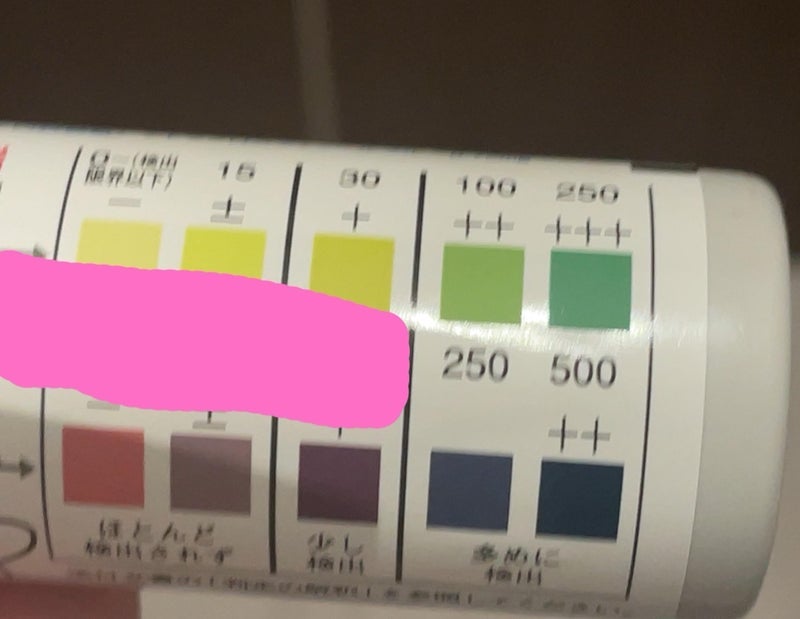 0 (検出 15 30 100 250
限界以下)
− ± + ++ +++
250 500
− ± + ++
ほとんど 少し 多めに
検出されず 検出 検出